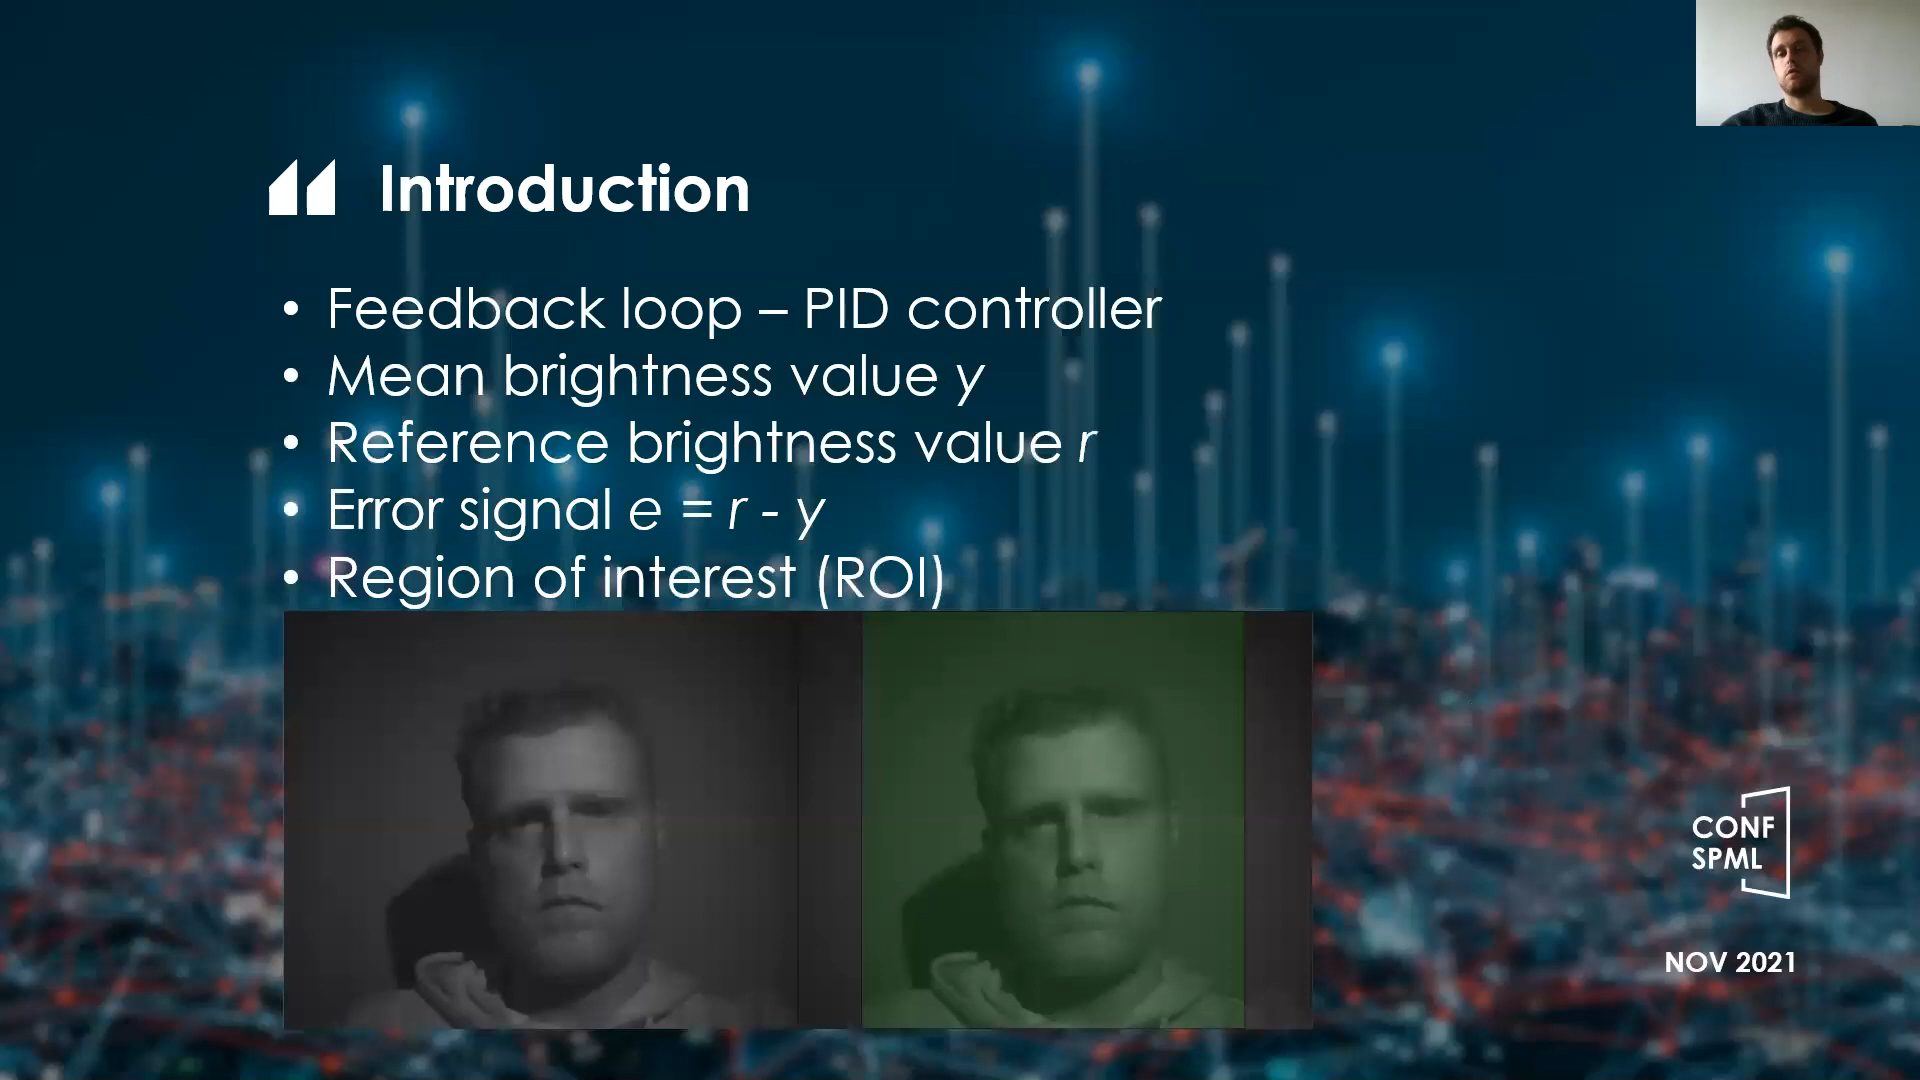 Introduction
• Feedback loop – PID controller
• Mean brightness value y
• Reference brightness value r
• Error signal e = r - y
• Region of interest (ROI)
CONF
SPML
NOV 2021